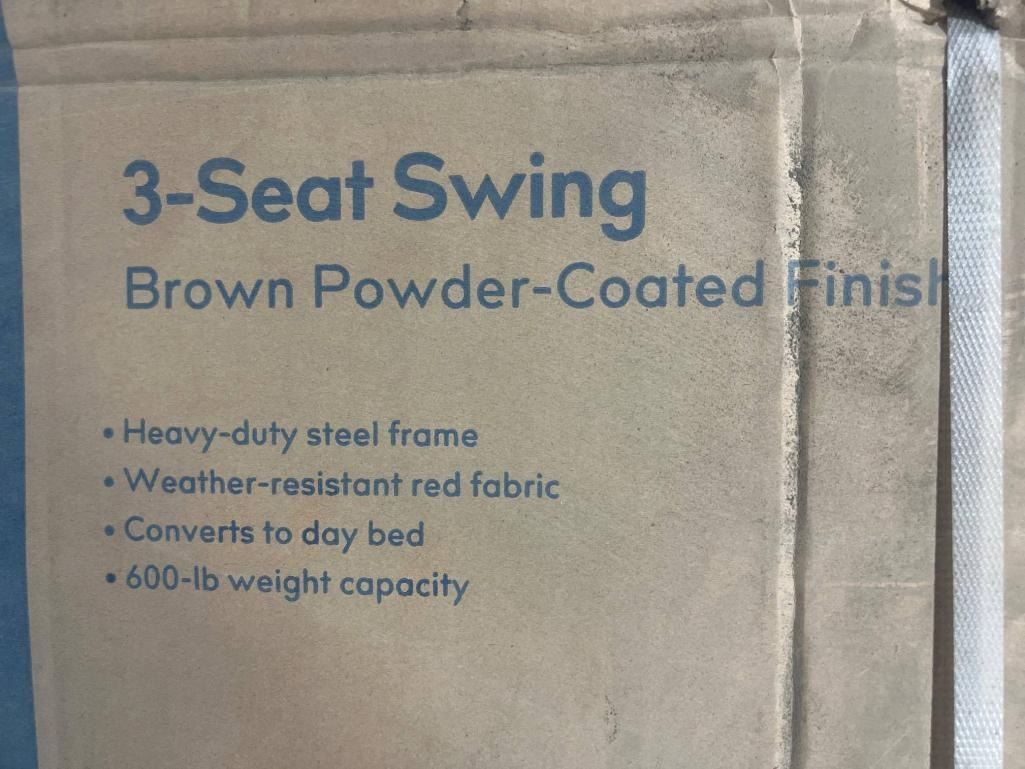 3-Seat Swing
Brown Powder-Coated Finish
• Heavy-duty steel frame
• Weather-resistant red fabric
• Converts to day bed
• 600-lb weight capacity